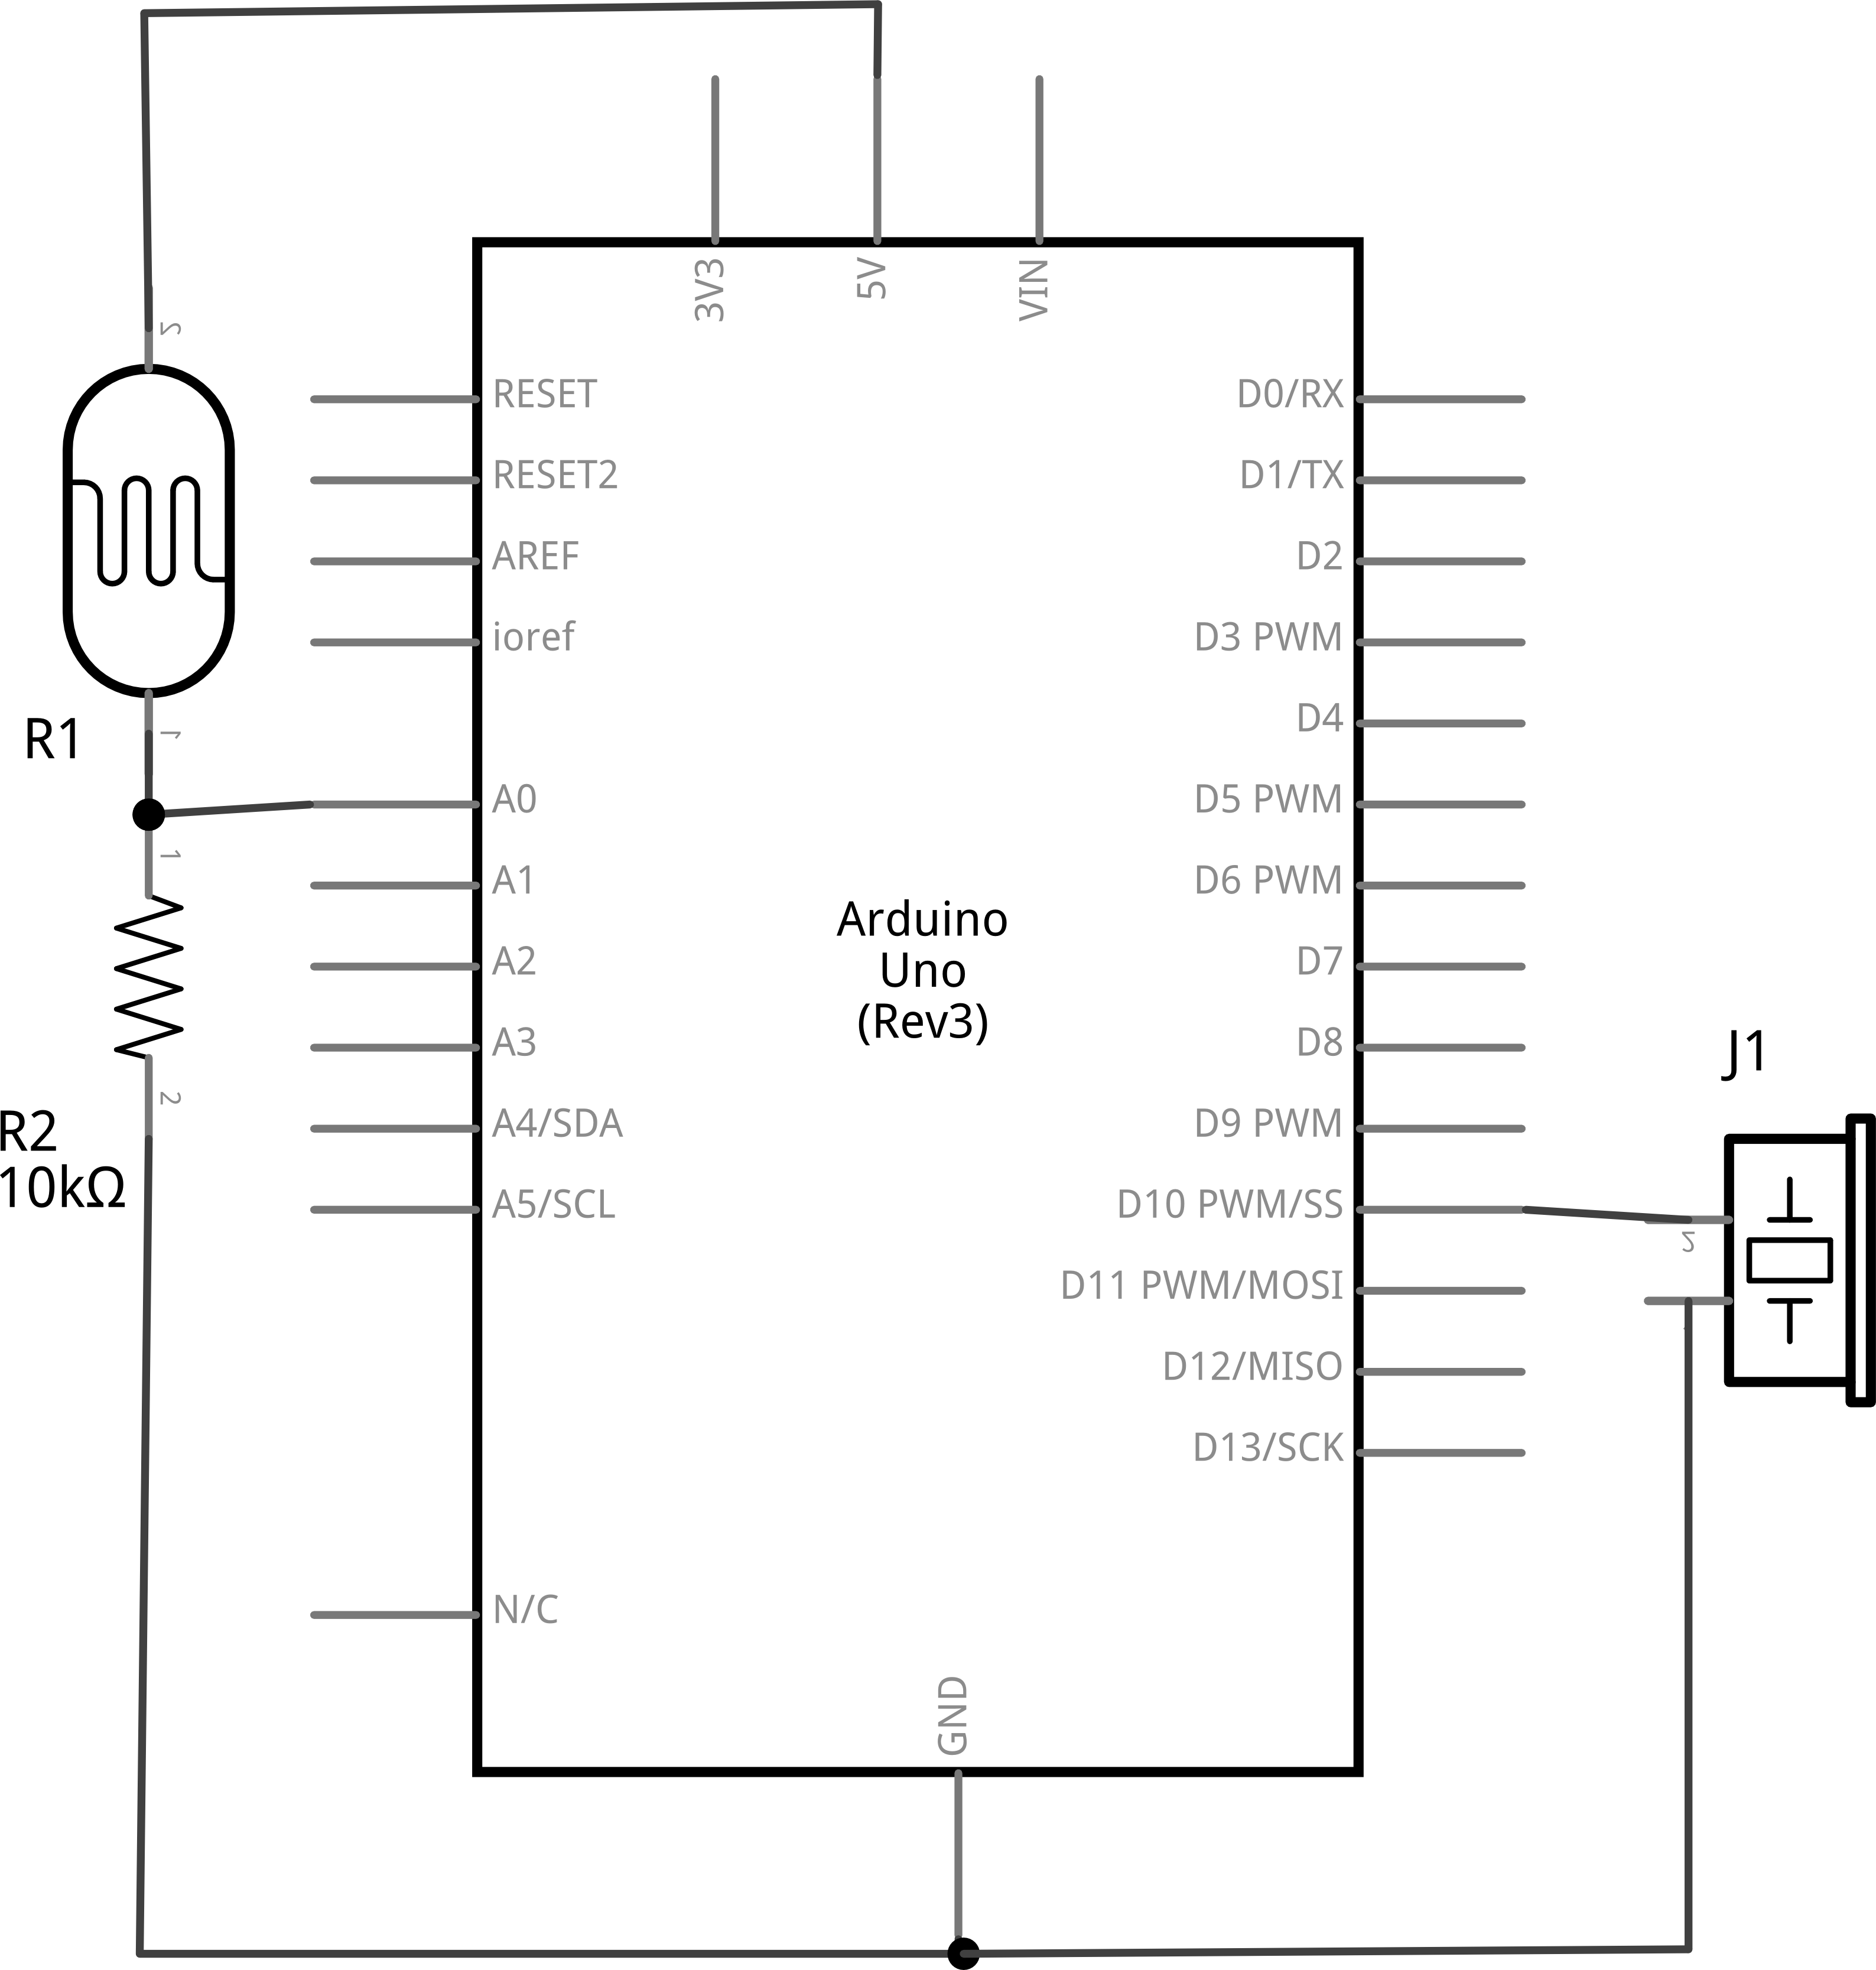 3V3
5V
VIN
2
RESET
D0/RX
RESET2
D1/TX
AREF
D2
ioref
D3 PWM
R1
1
D4
A0
D5 PWM
1
A1
D6 PWM
Arduino
Uno
(Rev3)
A2
D7
A3
D8
J1
2
R2
10kΩ
A4/SDA
D9 PWM
A5/SCL
D10 PWM/SS
2
D11 PWM/MOSI
D12/MISO
D13/SCK
N/C
GND